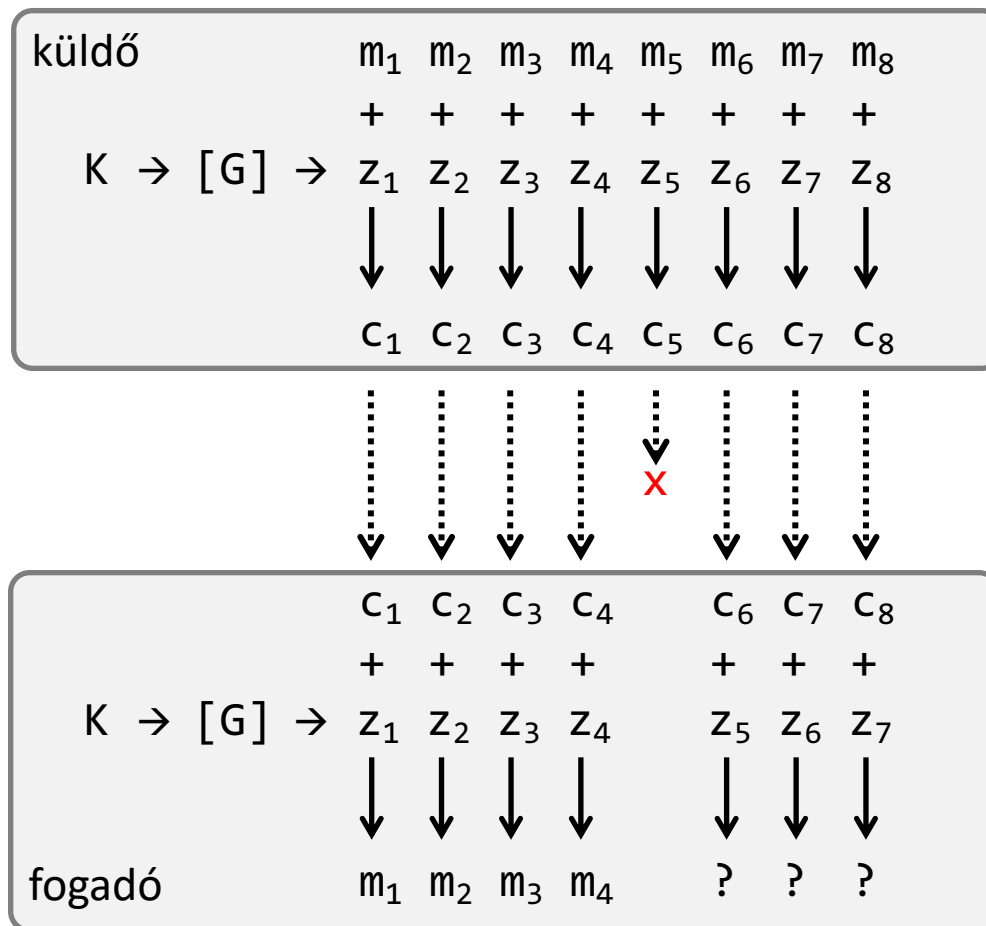 küldő m₁ m₂ m₃ m₄ m₅ m₆ m₇ m₈
+ + + + + + + +
K → [G] → z₁ z₂ z₃ z₄ z₅ z₆ z₇ z₈
c₁ c₂ c₃ c₄ c₅ c₆ c₇ c₈
x
c₁ c₂ c₃ c₄ c₆ c₇ c₈
+ + + + + + +
K → [G] → z₁ z₂ z₃ z₄ z₅ z₆ z₇
fogadó m₁ m₂ m₃ m₄ ? ? ?